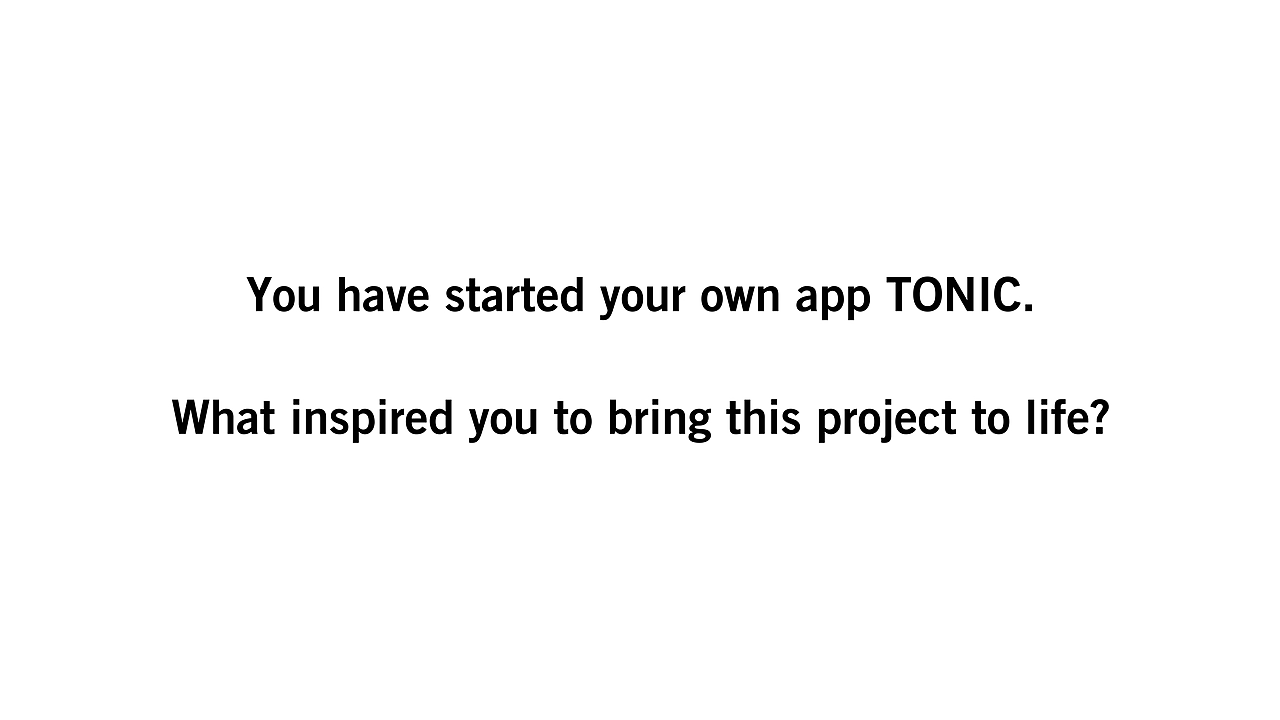 You have started your own app TONIC.
What inspired you to bring this project to life?